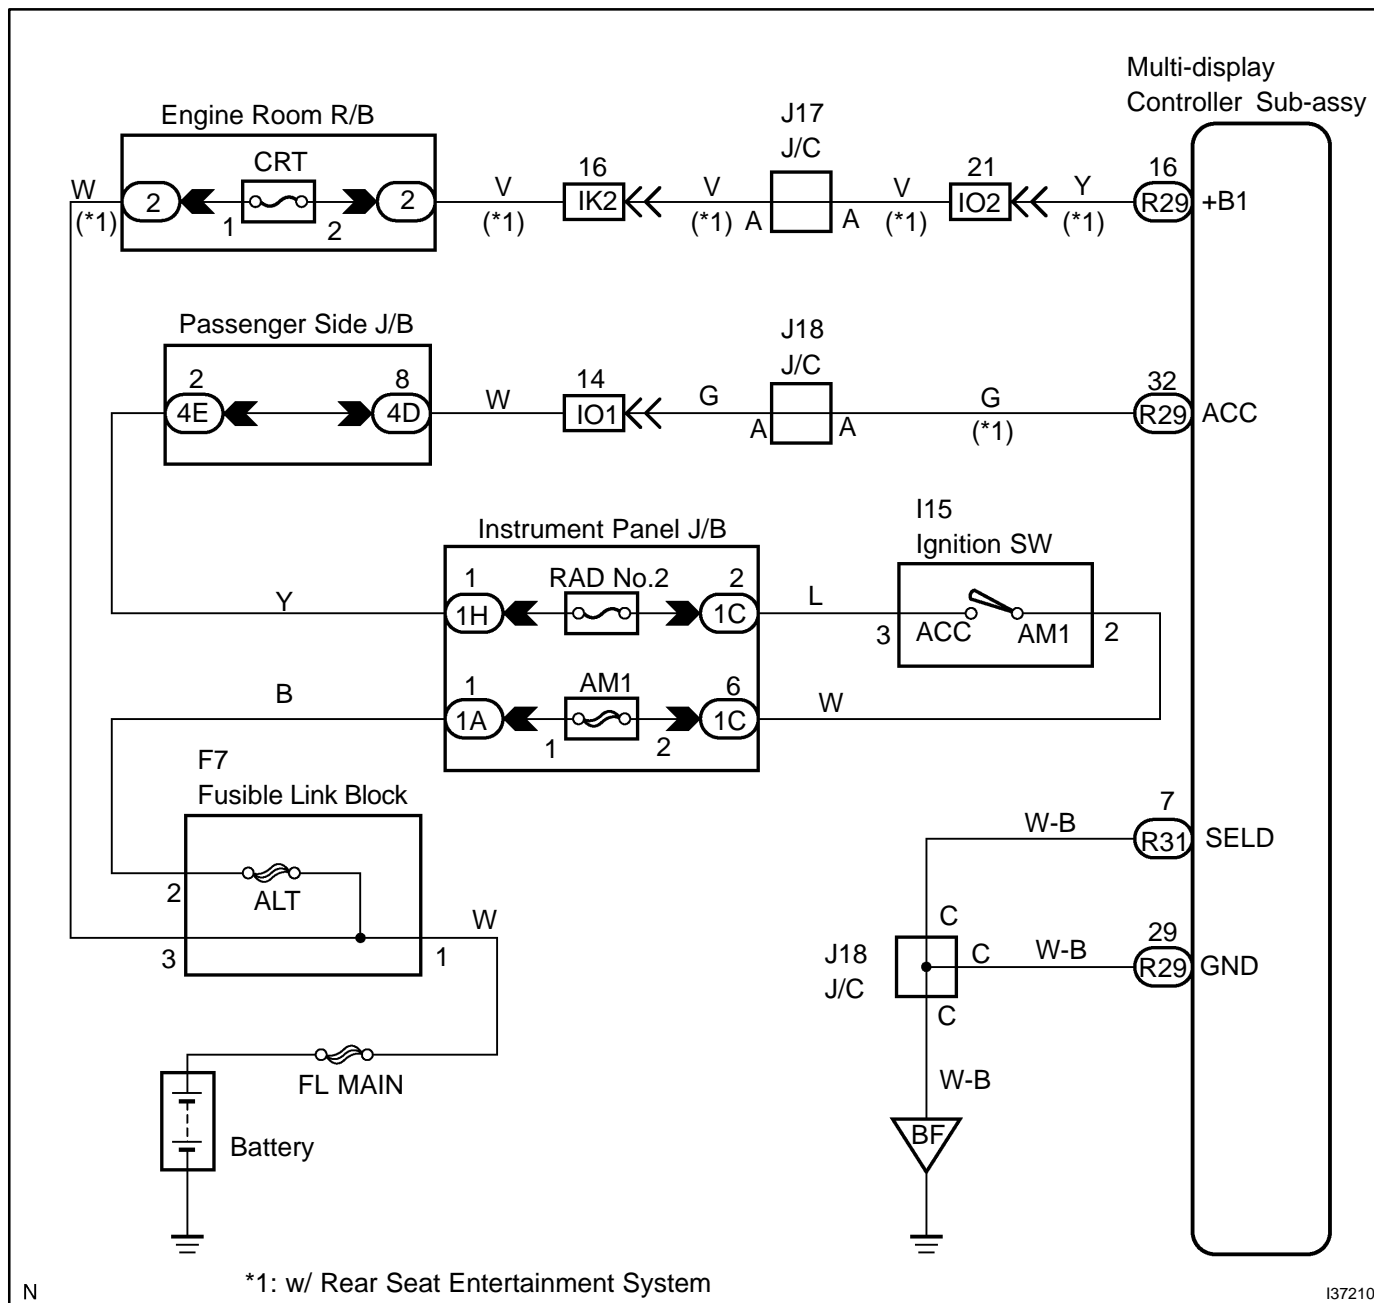 Multi-display
Controller Sub-assy
Engine Room R/B
CRT
J17
J/C
W
(*1)
2
1
2
2
V
(*1)
16
IK2
V
(*1)
A
A
V
(*1)
21
IO2
Y
(*1)
16
R29
+B1
Passenger Side J/B
2
4E
8
4D
W
14
IO1
G
J18
J/C
A
A
G
(*1)
32
R29
ACC
Instrument Panel J/B
I15
Ignition SW
Y
1
1H
RAD No.2
2
1C
L
3
ACC
AM1
2
B
1
1A
AM1
1
2
6
1C
W
F7
Fusible Link Block
2
ALT
3
1
W
FL MAIN
Battery
W-B
7
R31
SELD
C
J18
J/C
C
W-B
29
R29
GND
C
W-B
BF
*1: w/ Rear Seat Entertainment System
N
I37210